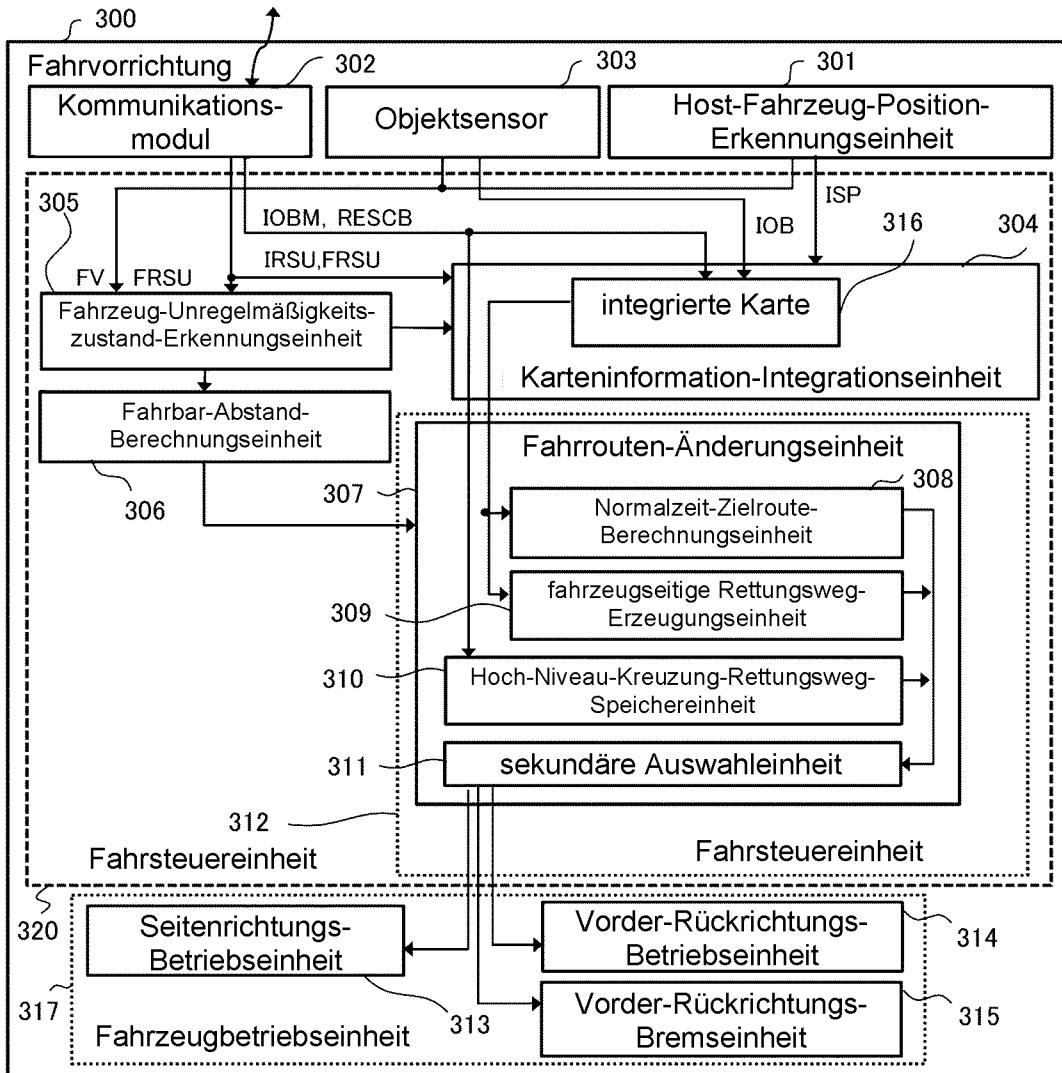 300
Fahrvorrichtung
302
303
301
Kommunikations-
modul
Objektsensor
Host-Fahrzeug-Position-
Erkennungseinheit
305
IOBM, RESCB
IOB
ISP
316
304
IRSU,FRSU
FV FRSU
Fahrzeug-Unregelmäßigkeits-
zustand-Erkennungseinheit
integrierte Karte
Karteninformation-Integrationseinheit
Fahrbar-Abstand-
Berechnungseinheit
306
307
Fahrrouten-Änderungseinheit
308
Normalzeit-Zielroute-
Berechnungseinheit
309
fahrzeugseitige Rettungsweg-
Erzeugungseinheit
310
Hoch-Niveau-Kreuzung-Rettungsweg-
Speichereinheit
311
sekundäre Auswahleinheit
312
Fahrsteuereinheit
Fahrsteuereinheit
320
317
Seitenrichtungs-
Betriebseinheit
313
Fahrzeugbetriebseinheit
Vorder-Rückrichtungs-
Betriebseinheit
314
Vorder-Rückrichtungs-
Bremseinheit
315